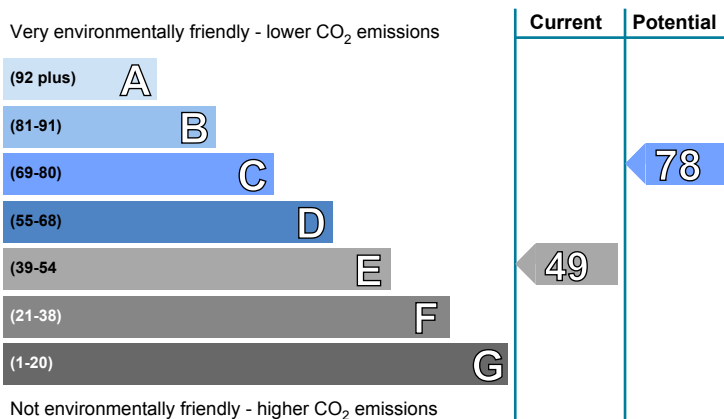 Current Potential
Very environmentally friendly - lower CO2 emissions
(92 plus) A
(81-91) B
(69-80) C
78
(55-68) D
(39-54 E
49
(21-38) F
(1-20) G
Not environmentally friendly - higher CO2 emissions